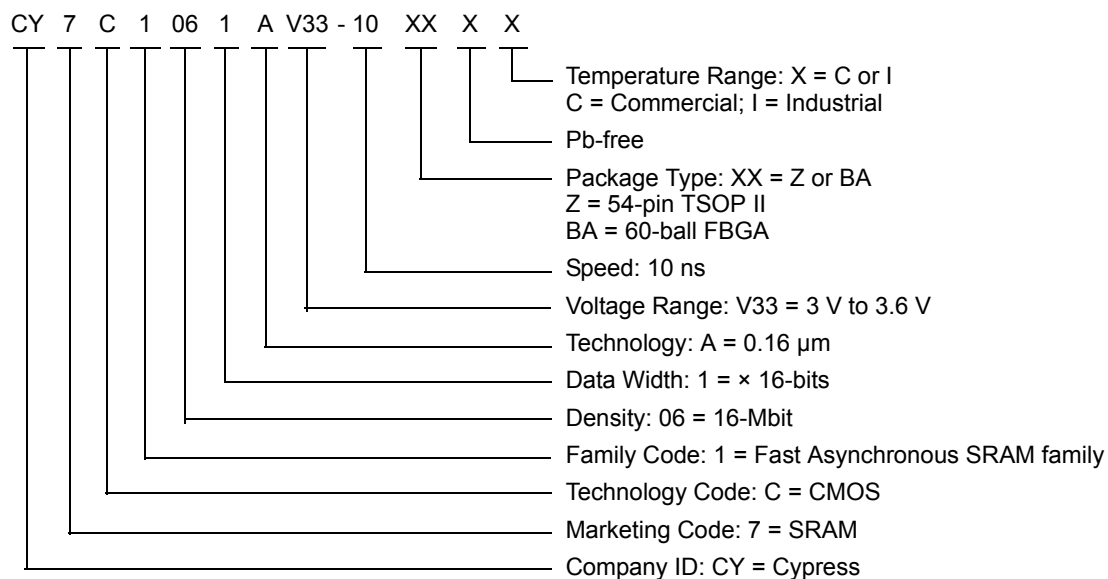 CY 7 C 1 06 1 A V33 - 10 XX X X
Temperature Range: X = C or I
C = Commercial; I = Industrial
Pb-free
Package Type: XX = Z or BA
Z = 54-pin TSOP II
BA = 60-ball FBGA
Speed: 10 ns
Voltage Range: V33 = 3 V to 3.6 V
Technology: A = 0.16 µm
Data Width: 1 = × 16-bits
Density: 06 = 16-Mbit
Family Code: 1 = Fast Asynchronous SRAM family
Technology Code: C = CMOS
Marketing Code: 7 = SRAM
Company ID: CY = Cypress